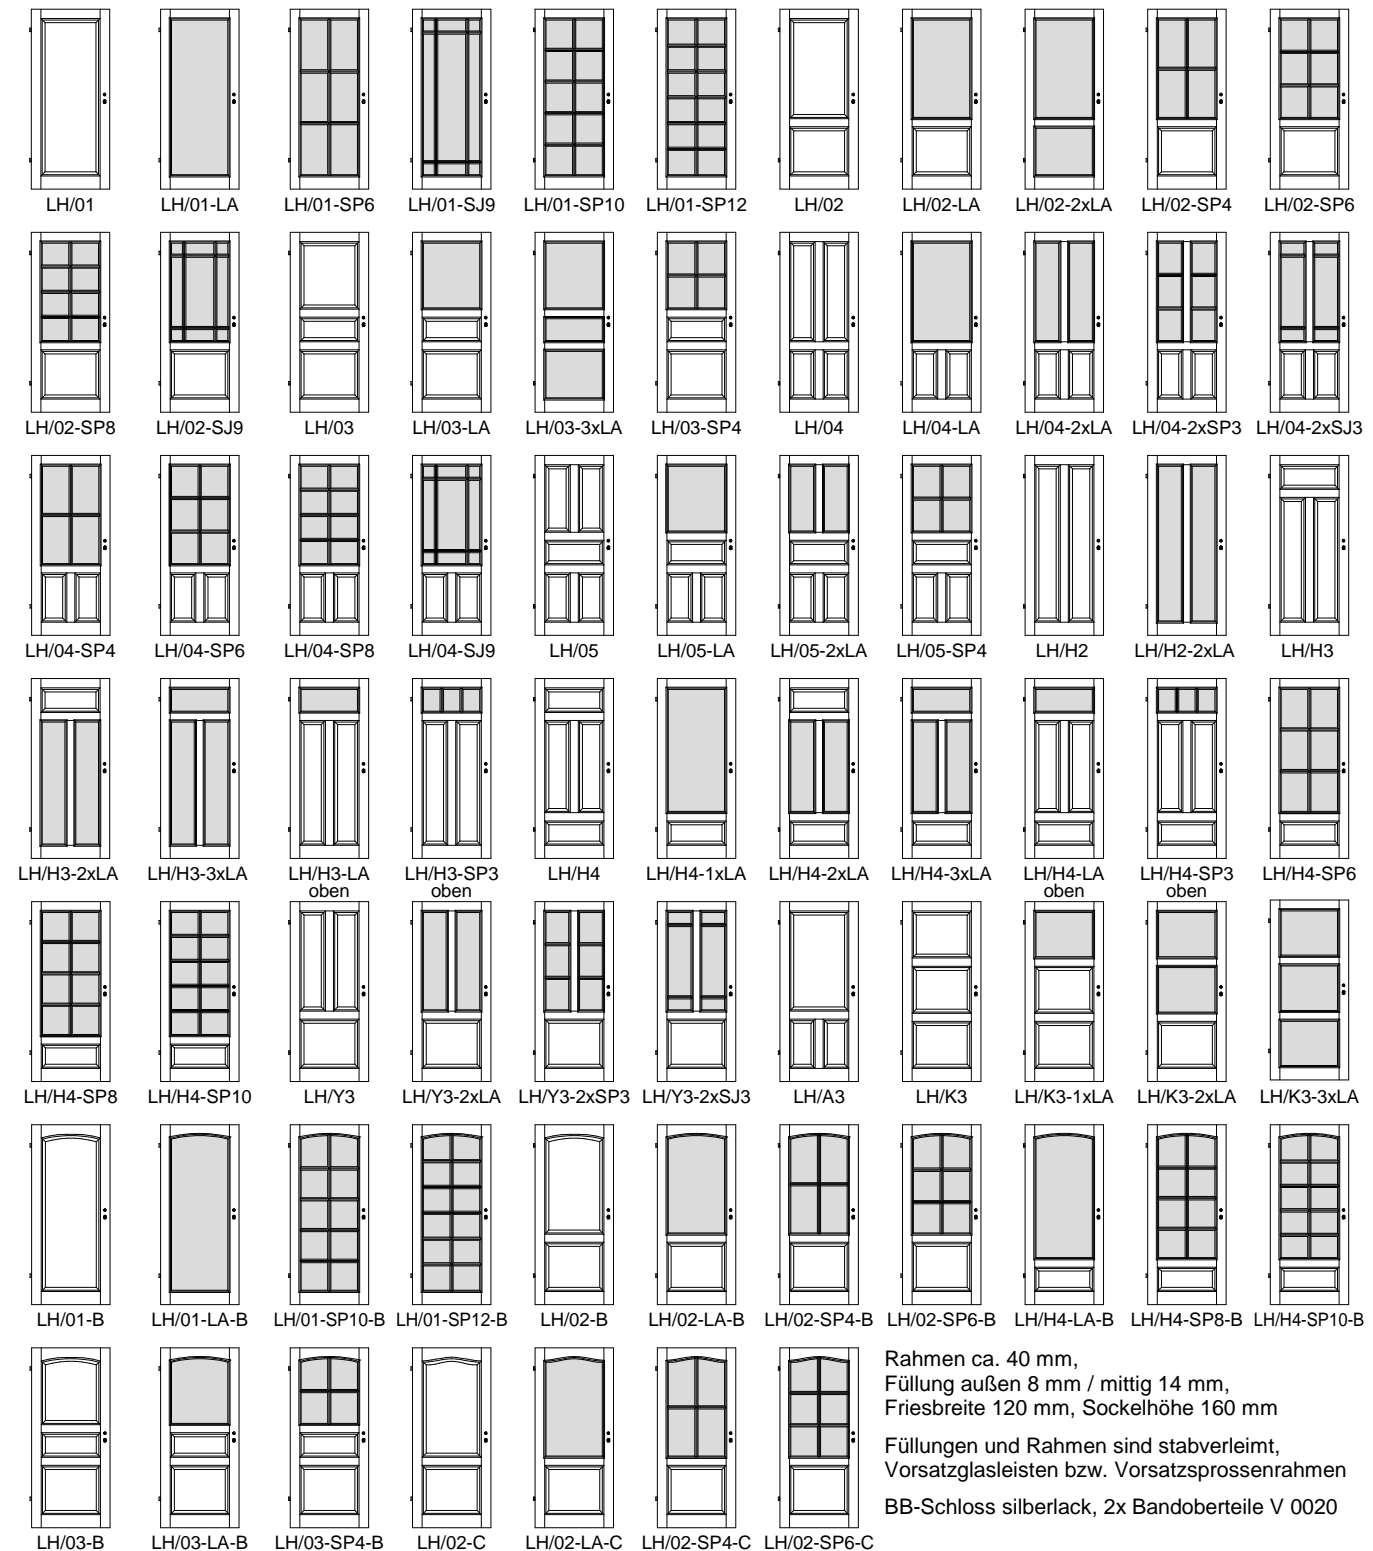 LH/01 LH/01-LA LH/01-SP6 LH/01-SJ9 LH/01-SP10 LH/01-SP12 LH/02 LH/02-LA LH/02-2xLA LH/02-SP4 LH/02-SP6
LH/02-SP8 LH/02-SJ9 LH/03 LH/03-LA LH/03-3xLA LH/03-SP4 LH/04 LH/04-LA LH/04-2xLA LH/04-2xSP3 LH/04-2xSJ3
LH/04-SP4 LH/04-SP6 LH/04-SP8 LH/04-SJ9 LH/05 LH/05-LA LH/05-2xLA LH/05-SP4 LH/H2 LH/H2-2xLA LH/H3
LH/H3-2xLA LH/H3-3xLA LH/H3-LA LH/H3-SP3 LH/H4 LH/H4-1xLA LH/H4-2xLA LH/H4-3xLA LH/H4-LA LH/H4-SP3 LH/H4-SP6
oben oben oben oben
LH/H4-SP8 LH/H4-SP10 LH/Y3 LH/Y3-2xLA LH/Y3-2xSP3 LH/Y3-2xSJ3 LH/A3 LH/K3 LH/K3-1xLA LH/K3-2xLA LH/K3-3xLA
LH/01-B LH/01-LA-B LH/01-SP10-B LH/01-SP12-B LH/02-B LH/02-LA-B LH/02-SP4-B LH/02-SP6-B LH/H4-LA-B LH/H4-SP8-B LH/H4-SP10-B
LH/03-B LH/03-LA-B LH/03-SP4-B LH/02-C LH/02-LA-C LH/02-SP4-C LH/02-SP6-C
Rahmen ca. 40 mm,
Füllung außen 8 mm / mittig 14 mm,
Friesbreite 120 mm, Sockelhöhe 160 mm
Füllungen und Rahmen sind stabverleimt,
Vorsatzglasleisten bzw. Vorsatzsprossenrahmen
BB-Schloss silberlack, 2x Bandoberteile V 0020